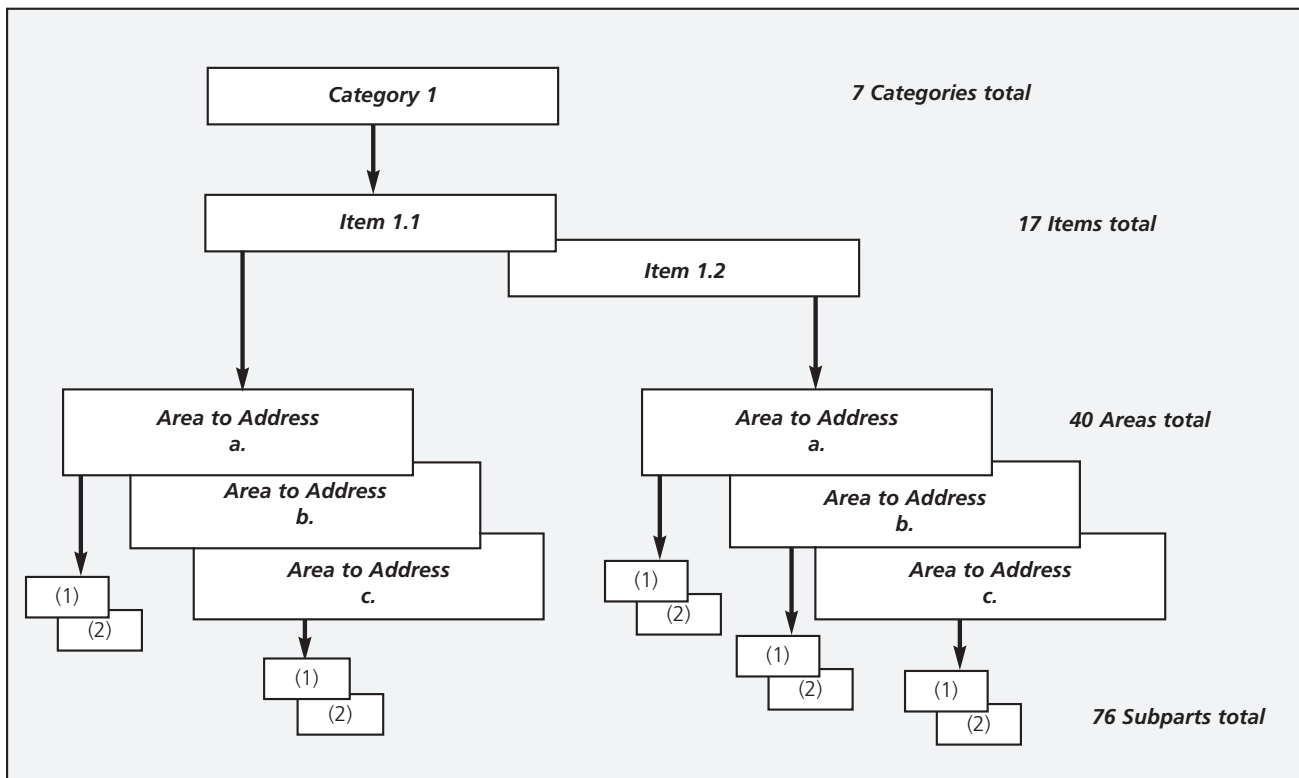 Category 1
7 Categories total
Item 1.1
17 Items total
Item 1.2
Area to Address
a.
Area to Address
a.
40 Areas total
Area to Address
b.
Area to Address
b.
Area to Address
c.
Area to Address
c.
(1)
(2)
(1)
(2)
(1)
(2)
(1)
(2)
(1)
(2)
76 Subparts total